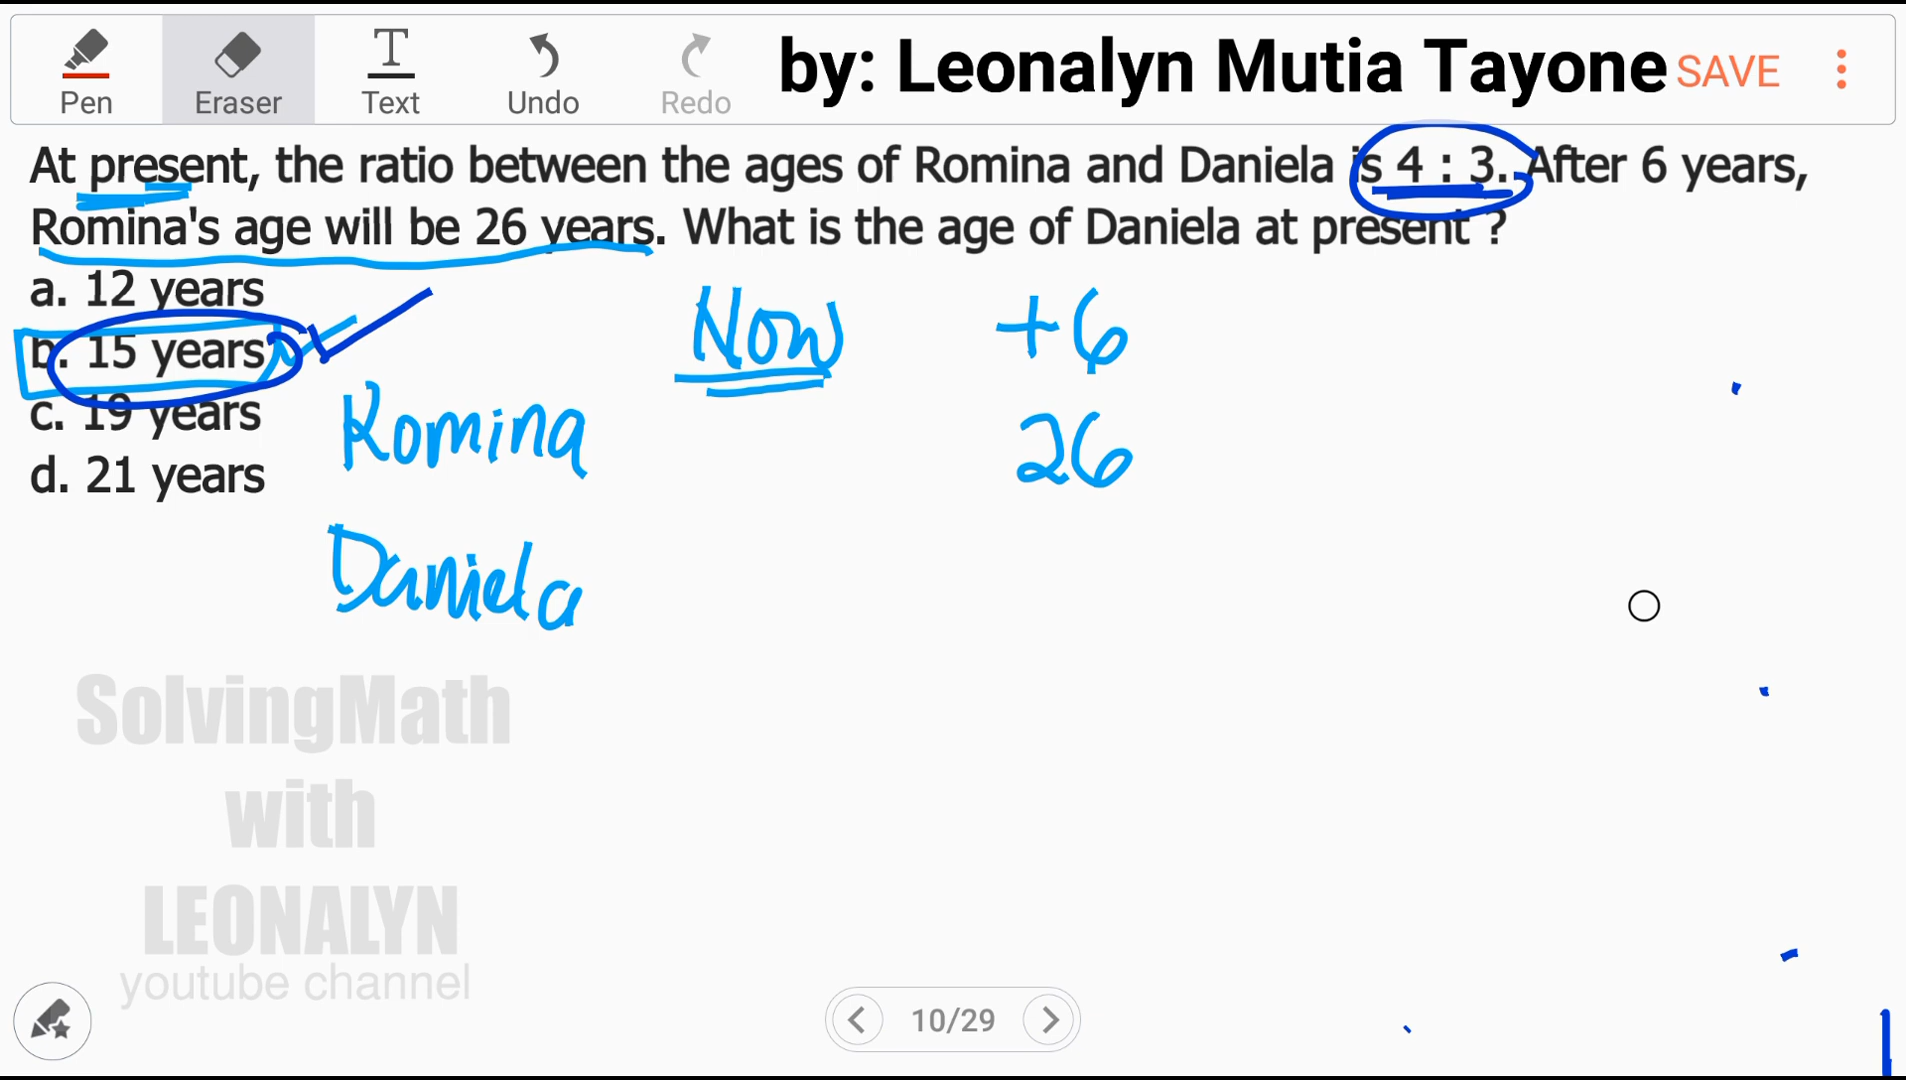 Pen
Eraser
Text
Undo
Redo
by: Leonalyn Mutia Tayone
SAVE
At present, the ratio between the ages of Romina and Daniela is 4 : 3. After 6 years,
Romina's age will be 26 years. What is the age of Daniela at present ?
a. 12 years
b. 15 years
c. 19 years
d. 21 years
Now +6
Romina 26
Daniela
SolvingMath
with
LEONALYN
youtube channel
10/29